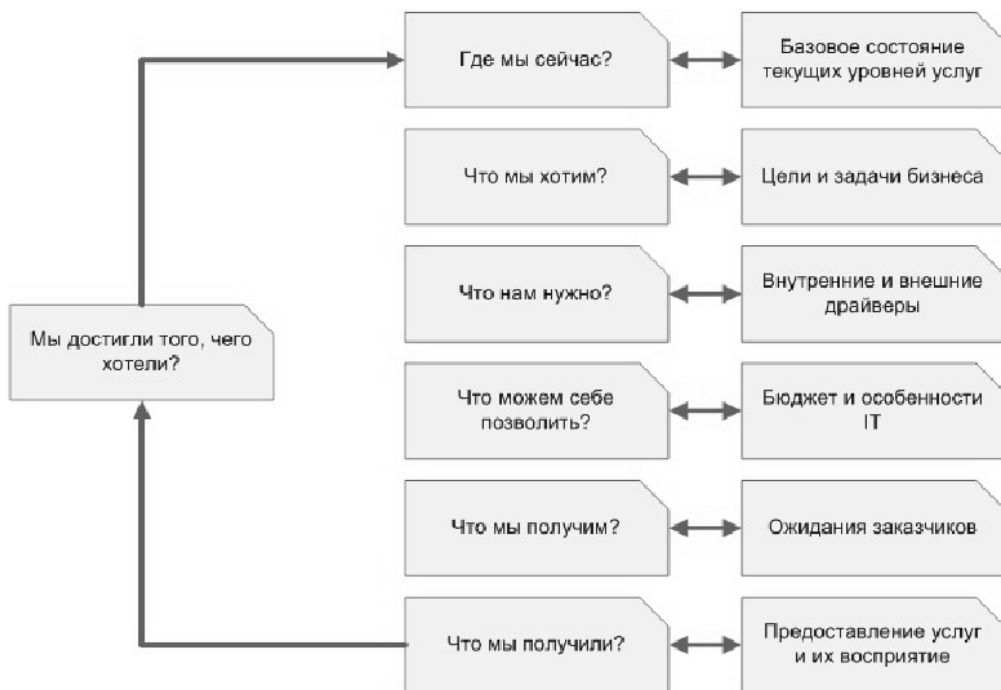 Где мы сейчас?
Базовое состояние
текущих уровней услуг
Что мы хотим?
Цели и задачи бизнеса
Что нам нужно?
Внутренние и внешние
драйверы
Мы достигли того, чего
хотели?
Что можем себе
позволить?
Бюджет и особенности
IT
Что мы получим?
Ожидания заказчиков
Что мы получили?
Предоставление услуг
и их восприятие